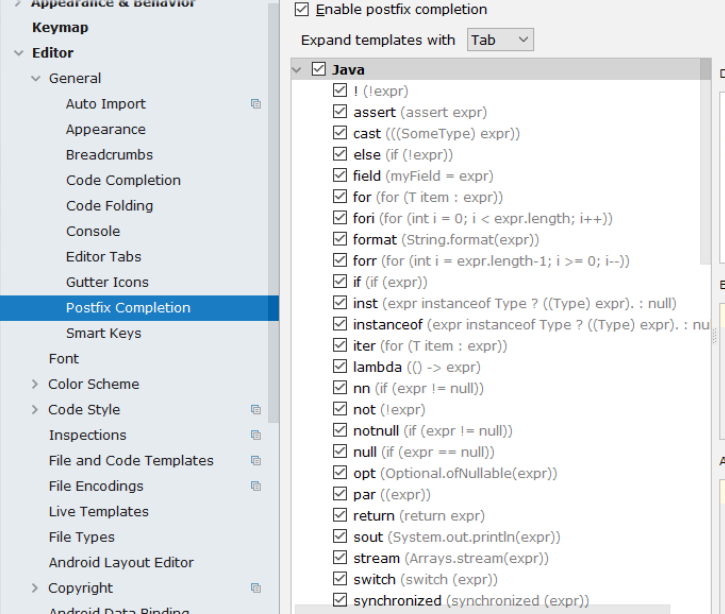 Appearance & Behavior
Keymap
Editor
General
Auto Import
Appearance
Breadcrumbs
Code Completion
Code Folding
Console
Editor Tabs
Gutter Icons
Postfix Completion
Smart Keys
Font
Color Scheme
Code Style
Inspections
File and Code Templates
File Encodings
Live Templates
File Types
Android Layout Editor
Copyright
Android Data Binding
Enable postfix completion
Expand templates with Tab
Java
! (!expr)
assert (assert expr)
cast (((SomeType) expr))
else (if (!expr))
field (myField = expr)
for (for (T item : expr))
fori (for (int i = 0; i < expr.length; i++))
format (String.format(expr))
forr (for (int i = expr.length-1; i >= 0; i--))
if (if (expr))
inst (expr instanceof Type ? ((Type) expr). : null)
instanceof (expr instanceof Type ? ((Type) expr). : nu
iter (for (T item : expr))
lambda (() -> expr)
nn (if (expr != null))
not (!expr)
notnull (if (expr != null))
null (if (expr == null))
opt (Optional.ofNullable(expr))
par ((expr))
return (return expr)
sout (System.out.println(expr))
stream (Arrays.stream(expr))
switch (switch (expr))
synchronized (synchronized (expr))